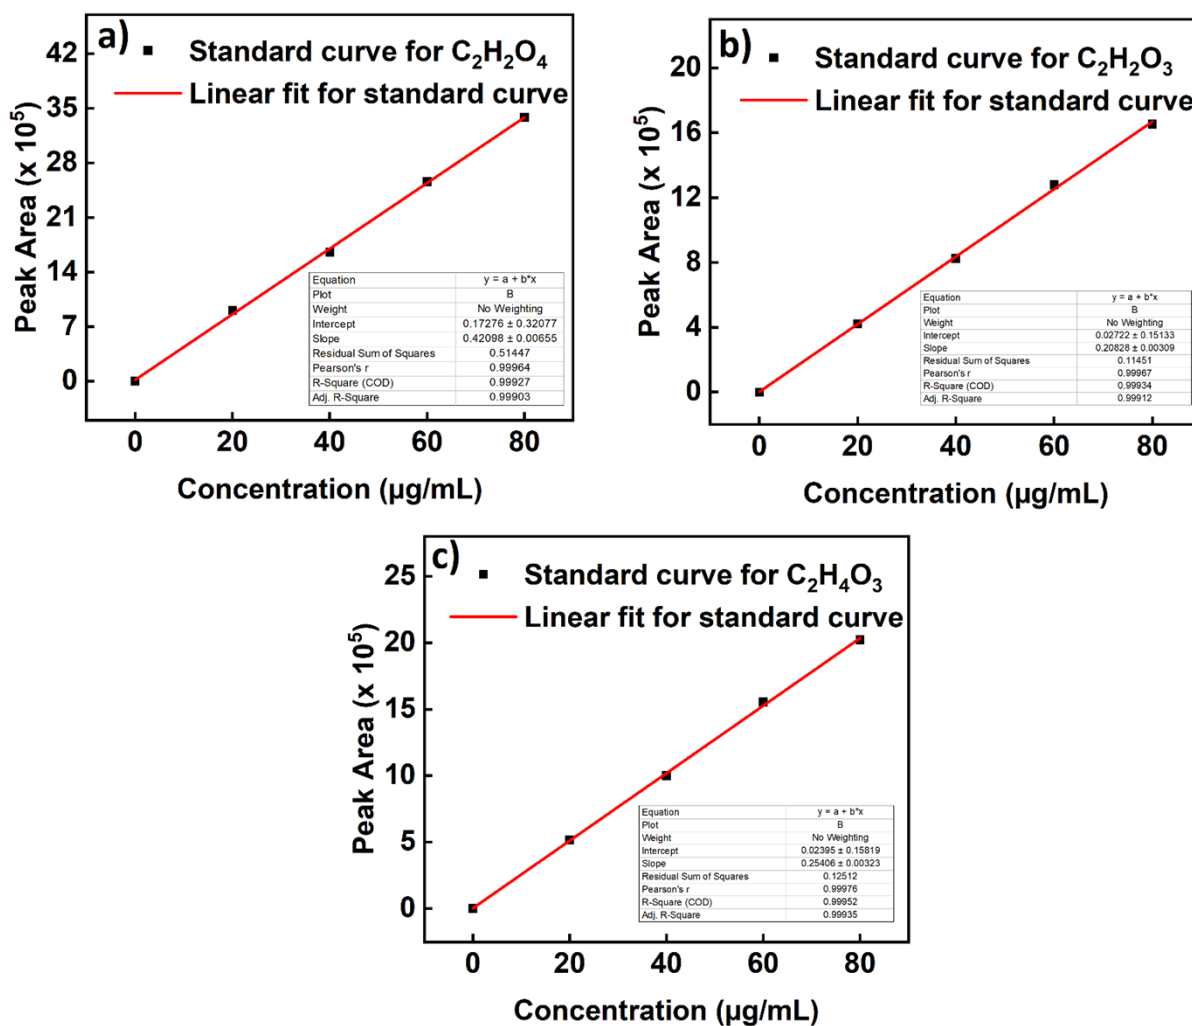 a)
Standard curve for C₂H₂O₄
Linear fit for standard curve
Peak Area (x 10⁵)
42
35
28
21
14
7
0
Equation y = a + b*x
Plot B
Weight No Weighting
Intercept 0.17276 ± 0.32077
Slope 0.42098 ± 0.00655
Residual Sum of Squares 0.51447
Pearson's r 0.99964
R-Square (COD) 0.99927
Adj. R-Square 0.99903
0 20 40 60 80
Concentration (µg/mL)
b)
Standard curve for C₂H₂O₃
Linear fit for standard curve
Peak Area (x 10⁵)
20
16
12
8
4
0
Equation y = a + b*x
Plot B
Weight No Weighting
Intercept 0.02722 ± 0.15133
Slope 0.20828 ± 0.00309
Residual Sum of Squares 0.11451
Pearson's r 0.99967
R-Square (COD) 0.99934
Adj. R-Square 0.99912
0 20 40 60 80
Concentration (µg/mL)
c)
Standard curve for C₂H₄O₃
Linear fit for standard curve
Peak Area (x 10⁵)
25
20
15
10
5
0
Equation y = a + b*x
Plot B
Weight No Weighting
Intercept 0.02395 ± 0.15819
Slope 0.25406 ± 0.00323
Residual Sum of Squares 0.12512
Pearson's r 0.99976
R-Square (COD) 0.99952
Adj. R-Square 0.99935
0 20 40 60 80
Concentration (µg/mL)